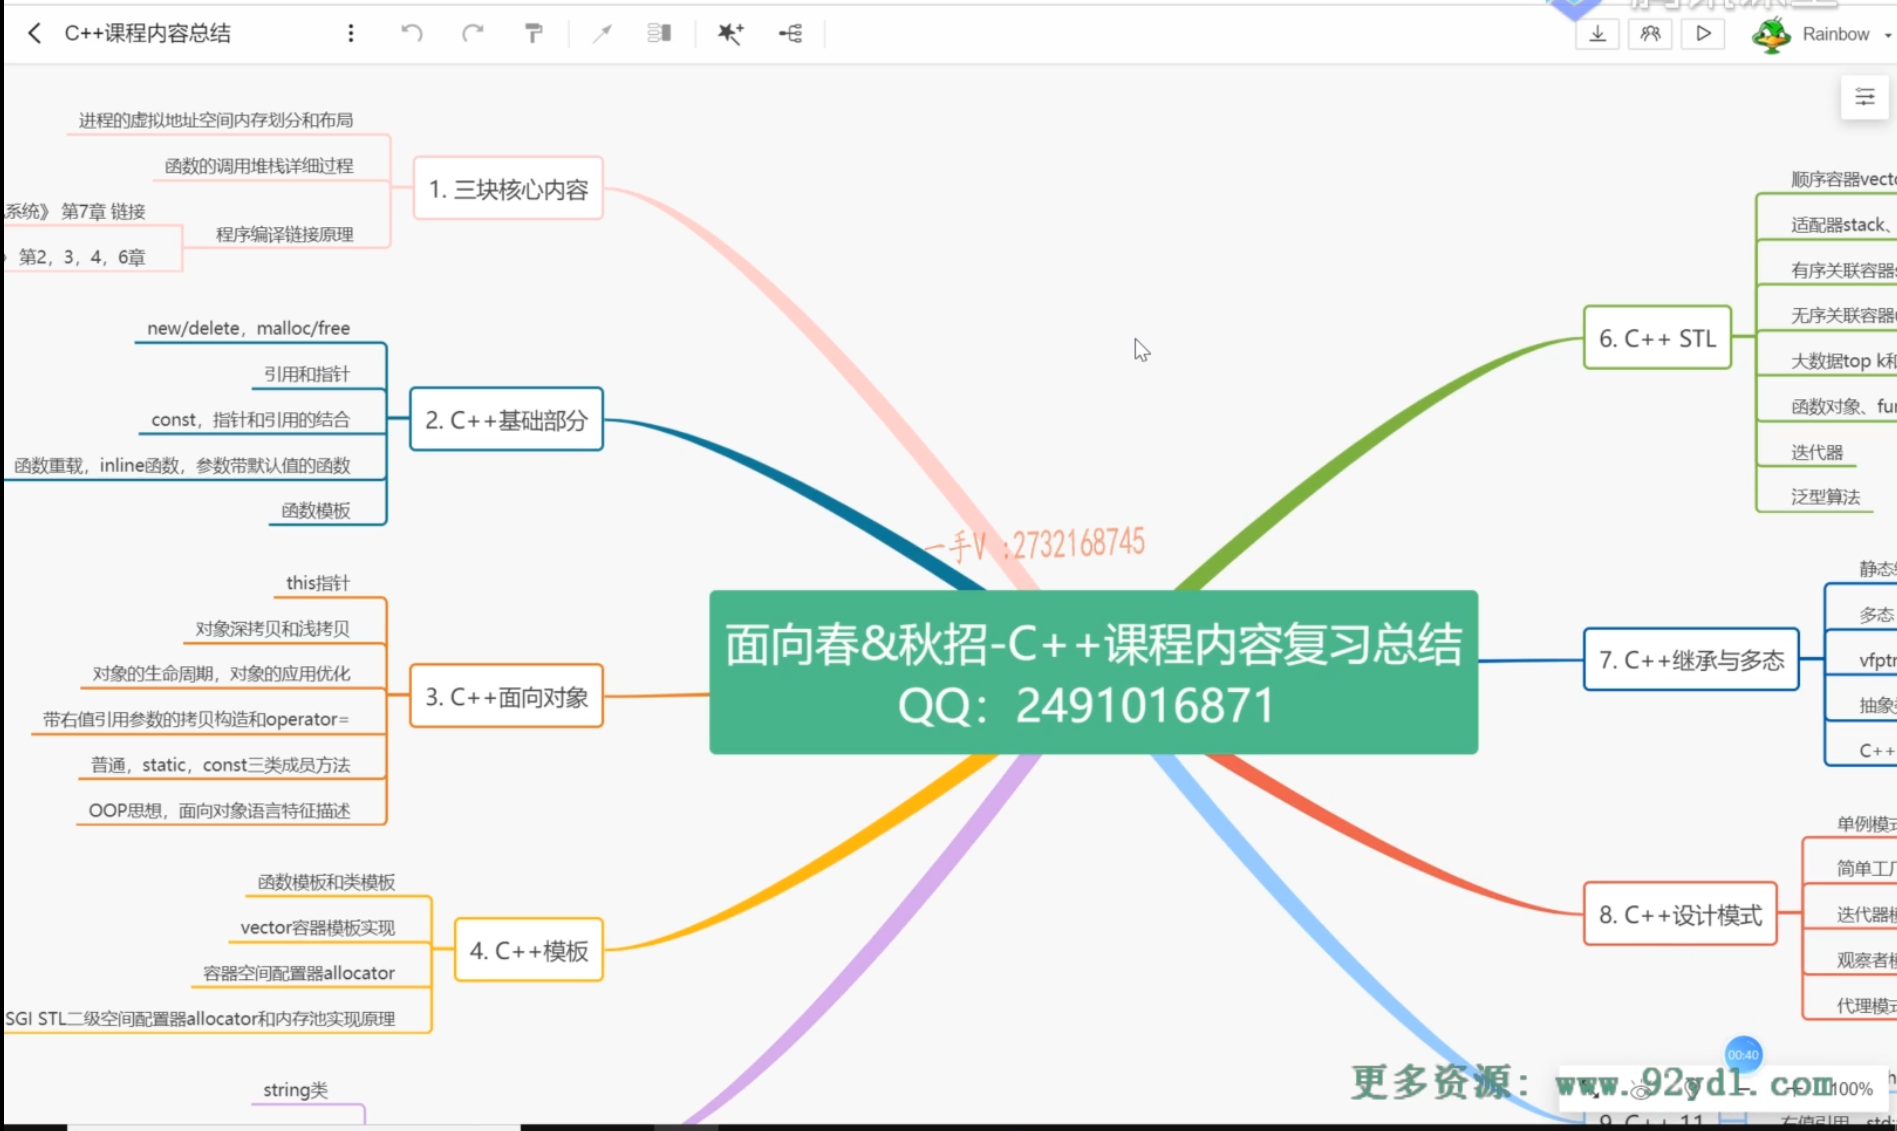 C++课程内容总结
Rainbow
进程的虚拟地址空间内存划分和布局
函数的调用堆栈详细过程
系统》 第7章 链接
第2，3，4，6章
程序编译链接原理
1. 三块核心内容
new/delete，malloc/free
引用和指针
const，指针和引用的结合
函数重载，inline函数，参数带默认值的函数
函数模板
2. C++基础部分
this指针
对象深拷贝和浅拷贝
对象的生命周期，对象的应用优化
带右值引用参数的拷贝构造和operator=
普通，static，const三类成员方法
OOP思想，面向对象语言特征描述
3. C++面向对象
函数模板和类模板
vector容器模板实现
容器空间配置器allocator
SGI STL二级空间配置器allocator和内存池实现原理
4. C++模板
string类
一手V :2732168745
面向春&秋招-C++课程内容复习总结
QQ：2491016871
6. C++ STL
顺序容器vect
适配器stack、
有序关联容器
无序关联容器
大数据top k和
函数对象、fu
迭代器
泛型算法
7. C++继承与多态
静态
多态
vfptr
抽象
C++
8. C++设计模式
单例模式
简单工厂
迭代器模
观察者模
代理模式
00:40
更多资源：www.92ydl.com
100%
9. C++ 11
右值引用，std